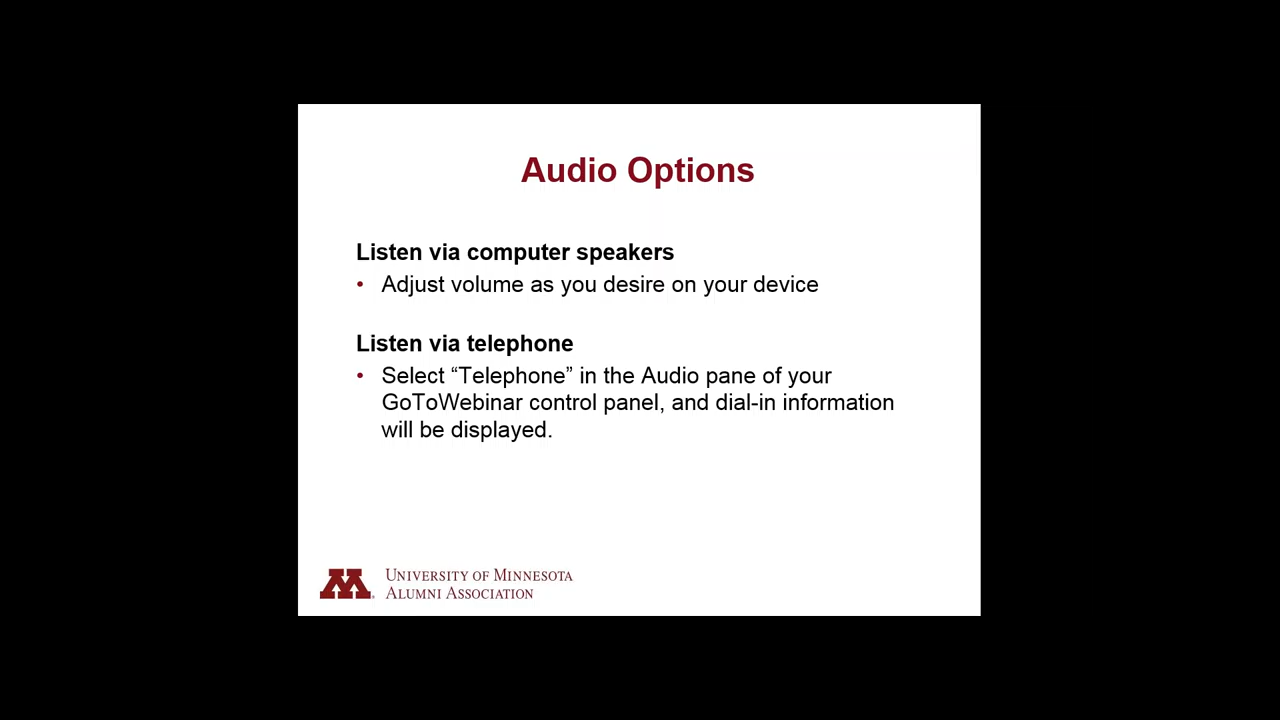 Audio Options
Listen via computer speakers
• Adjust volume as you desire on your device
Listen via telephone
• Select “Telephone” in the Audio pane of your
GoToWebinar control panel, and dial-in information
will be displayed.
M
UNIVERSITY OF MINNESOTA
ALUMNI ASSOCIATION